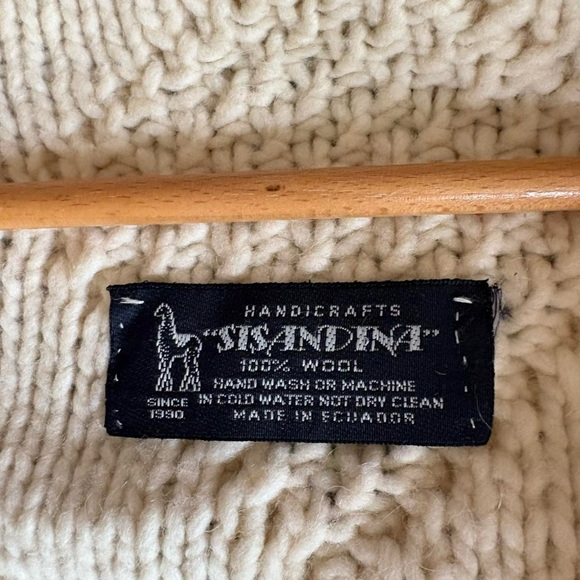 HANDICRAFTS
"SISANDINA"
100% WOOL
HAND WASH OR MACHINE
IN COLD WATER NOT DRY CLEAN
MADE IN ECUADOR
SINCE
1990